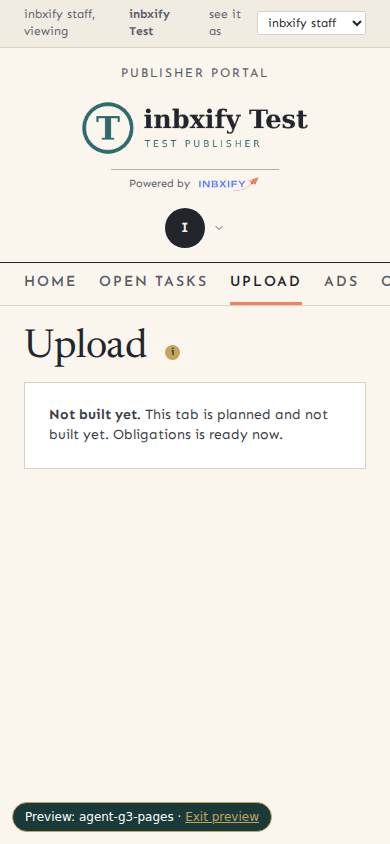 inbxify staff, viewing
inbxify Test
see it as
inbxify staff
PUBLISHER PORTAL
T
inbxify Test
TEST PUBLISHER
Powered by INBXIFY
I
HOME OPEN TASKS UPLOAD ADS
Upload i
Not built yet. This tab is planned and not
built yet. Obligations is ready now.
Preview: agent-g3-pages · Exit preview